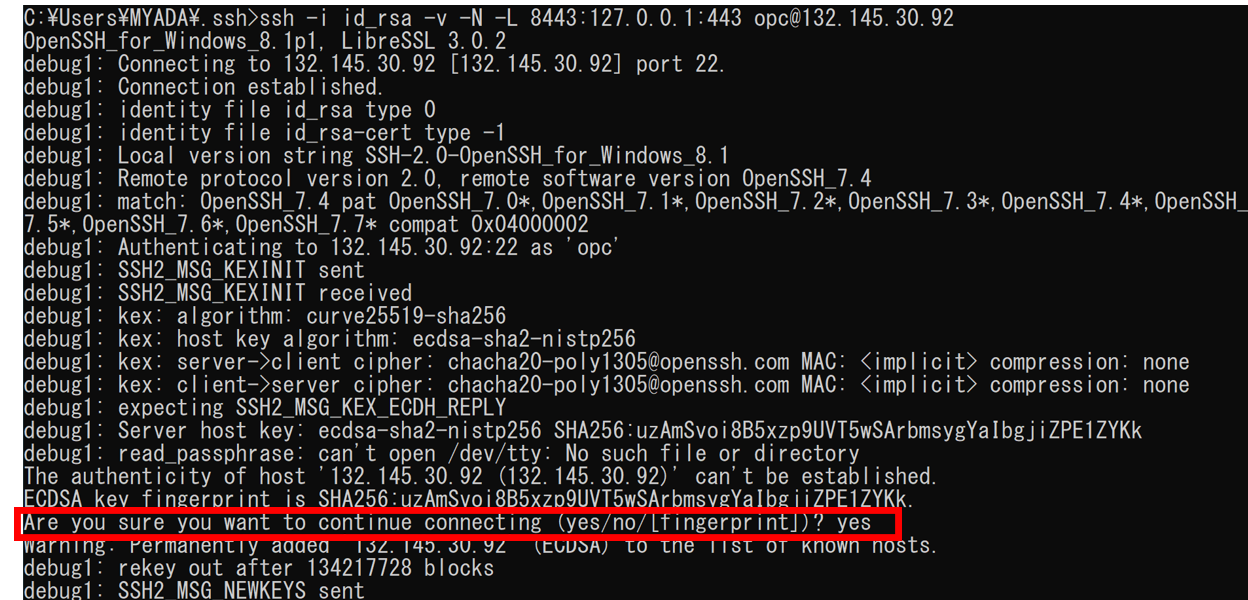 C:¥Users¥MYADA¥.ssh>ssh -i id_rsa -v -N -L 8443:127.0.0.1:443 opc@132.145.30.92
OpenSSH_for_Windows_8.1p1, LibreSSL 3.0.2
debug1: Connecting to 132.145.30.92 [132.145.30.92] port 22.
debug1: Connection established.
debug1: identity file id_rsa type 0
debug1: identity file id_rsa-cert type -1
debug1: Local version string SSH-2.0-OpenSSH_for_Windows_8.1
debug1: Remote protocol version 2.0, remote software version OpenSSH_7.4
debug1: match: OpenSSH_7.4 pat OpenSSH_7.0*,OpenSSH_7.1*,OpenSSH_7.2*,OpenSSH_7.3*,OpenSSH_7.4*,OpenSSH_
7.5*,OpenSSH_7.6*,OpenSSH_7.7* compat 0x04000002
debug1: Authenticating to 132.145.30.92:22 as 'opc'
debug1: SSH2_MSG_KEXINIT sent
debug1: SSH2_MSG_KEXINIT received
debug1: kex: algorithm: curve25519-sha256
debug1: kex: host key algorithm: ecdsa-sha2-nistp256
debug1: kex: server->client cipher: chacha20-poly1305@openssh.com MAC: <implicit> compression: none
debug1: kex: client->server cipher: chacha20-poly1305@openssh.com MAC: <implicit> compression: none
debug1: expecting SSH2_MSG_KEX_ECDH_REPLY
debug1: Server host key: ecdsa-sha2-nistp256 SHA256:uzAmSvoi8B5xzp9UVT5wSArbmsygYaIbgjiZPE1ZYKk
debug1: read_passphrase: can't open /dev/tty: No such file or directory
The authenticity of host '132.145.30.92 (132.145.30.92)' can't be established.
ECDSA key fingerprint is SHA256:uzAmSvoi8B5xzp9UVT5wSArbmsygYaIbgjiZPE1ZYKk.
Are you sure you want to continue connecting (yes/no/[fingerprint])? yes
Warning: Permanently added '132.145.30.92' (ECDSA) to the list of known hosts.
debug1: rekey out after 134217728 blocks
debug1: SSH2_MSG_NEWKEYS sent